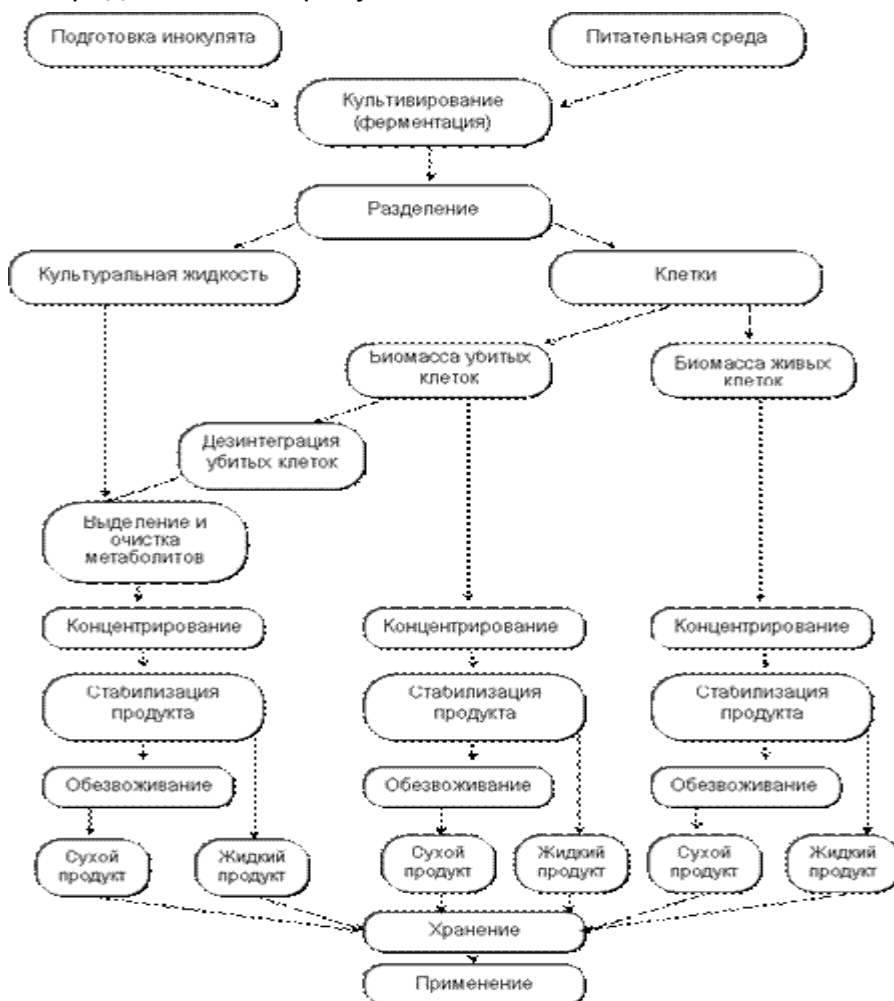 Подготовка инокулята
Питательная среда
Культивирование
(ферментация)
Разделение
Культуральная жидкость
Клетки
Биомасса убитых
клеток
Биомасса живых
клеток
Дезинтеграция
убитых клеток
Выделение и
очистка
метаболитов
Концентрирование
Концентрирование
Концентрирование
Стабилизация
продукта
Стабилизация
продукта
Стабилизация
продукта
Обезвоживание
Обезвоживание
Обезвоживание
Сухой
продукт
Жидкий
продукт
Сухой
продукт
Жидкий
продукт
Сухой
продукт
Жидкий
продукт
Хранение
Применение